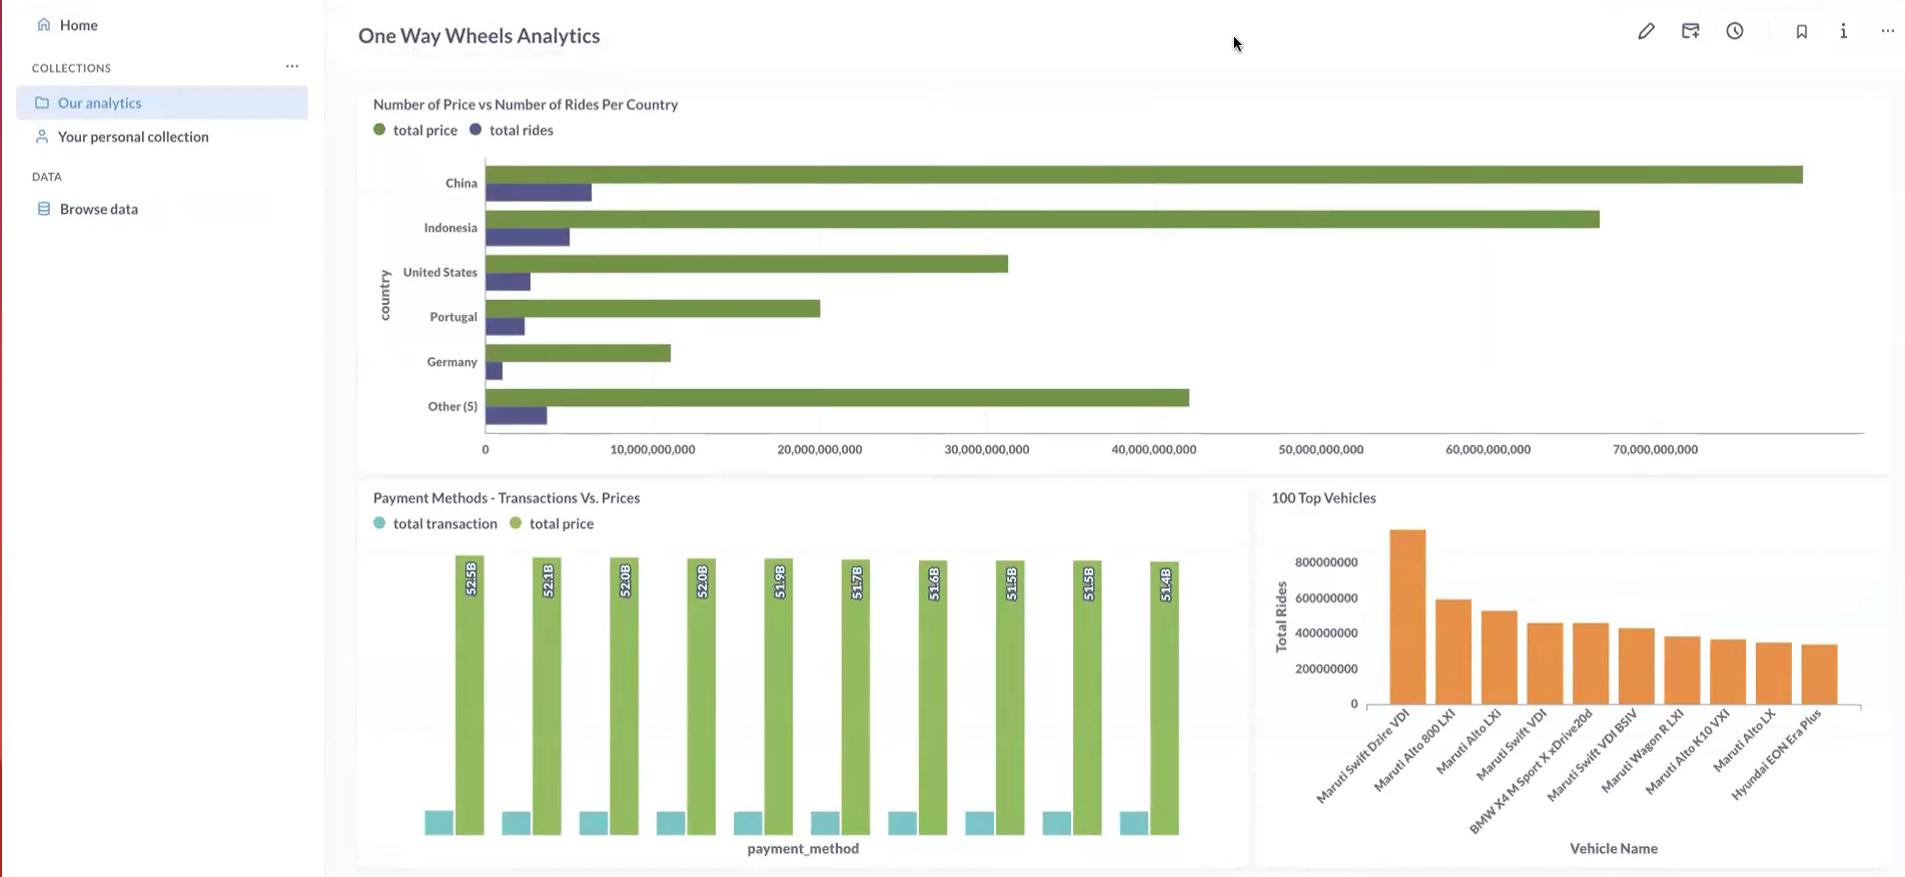 Home
COLLECTIONS
Our analytics
Your personal collection
DATA
Browse data
One Way Wheels Analytics
Number of Price vs Number of Rides Per Country
total price total rides
country
China
Indonesia
United States
Portugal
Germany
Other (5)
0 10,000,000,000 20,000,000,000 30,000,000,000 40,000,000,000 50,000,000,000 60,000,000,000 70,000,000,000
Payment Methods - Transactions Vs. Prices
total transaction total price
52.5B 52.1B 52.0B 52.0B 51.9B 51.7B 51.6B 51.5B 51.5B 51.4B
payment_method
100 Top Vehicles
Total Rides
800000000
600000000
400000000
200000000
0
Maruti Swift Dzire VDI
Maruti Alto 800 LXI
Maruti Alto LXi
Maruti Swift VDI
BMW X4 M Sport X xDrive20d
Maruti Swift VDI BSIV
Maruti Wagon R LXI
Maruti Alto K10 VXI
Maruti Alto LX
Hyundai EON Era Plus
Vehicle Name